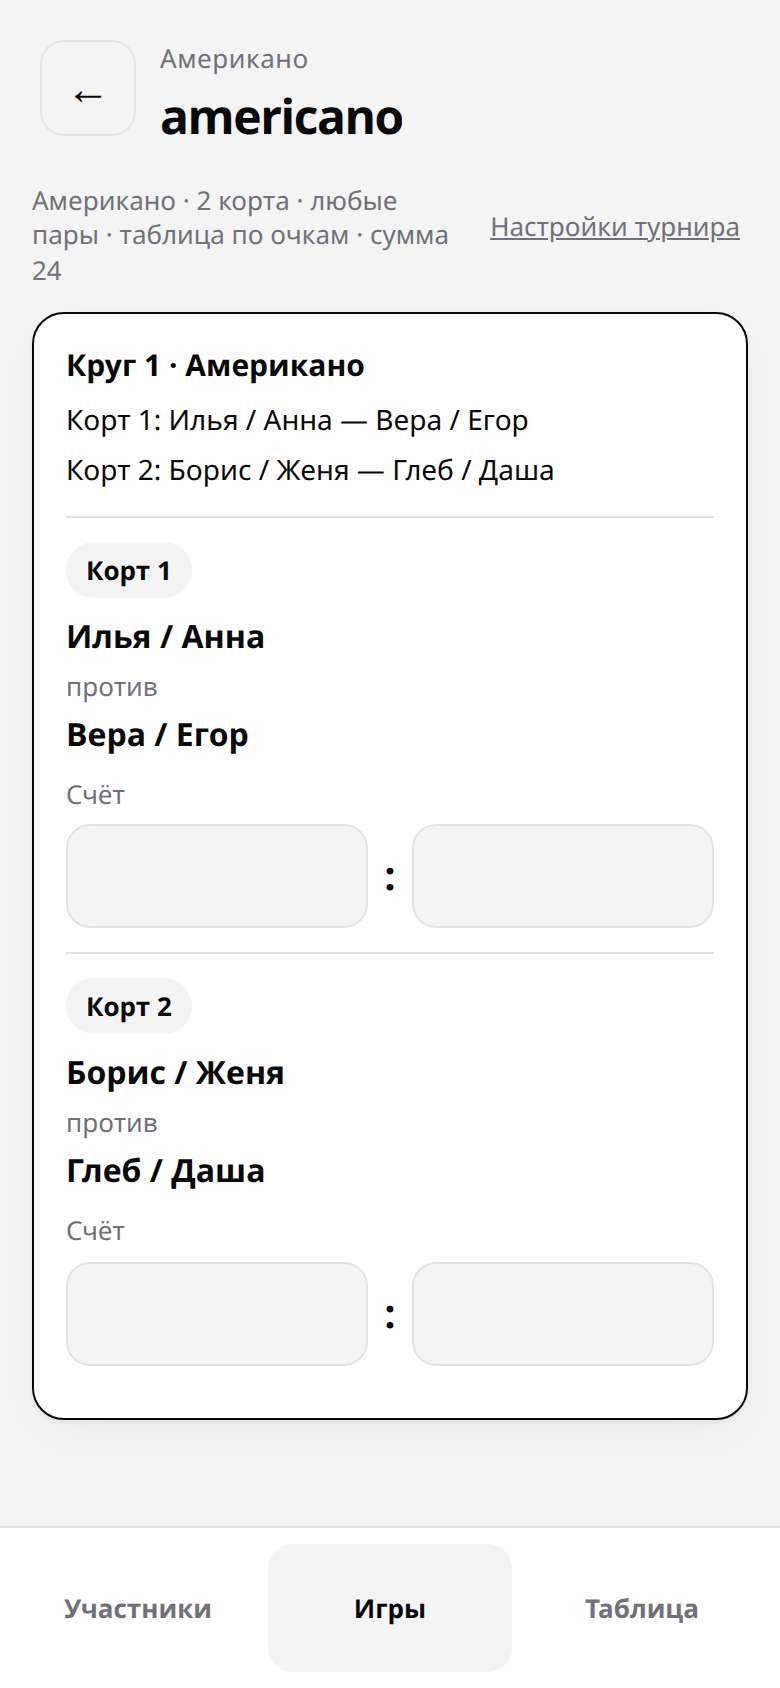 ←
Американо
americano
Американо · 2 корта · любые
пары · таблица по очкам · сумма
24
Настройки турнира
Круг 1 · Американо
Корт 1: Илья / Анна — Вера / Егор
Корт 2: Борис / Женя — Глеб / Даша
Корт 1
Илья / Анна
против
Вера / Егор
Счёт
:
Корт 2
Борис / Женя
против
Глеб / Даша
Счёт
:
Участники
Игры
Таблица